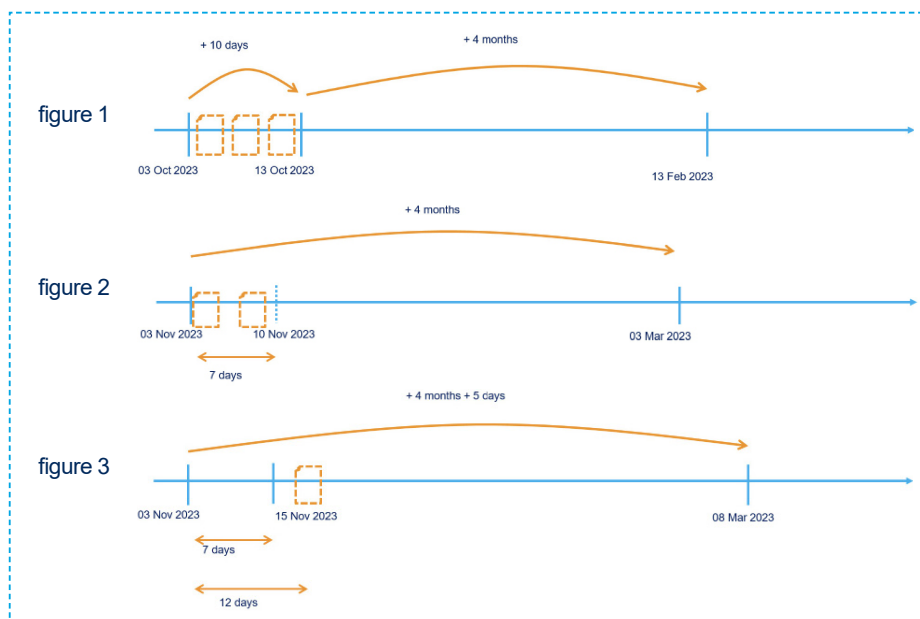 + 10 days
+ 4 months
figure 1
03 Oct 2023
13 Oct 2023
13 Feb 2023
+ 4 months
figure 2
03 Nov 2023
10 Nov 2023
03 Mar 2023
7 days
+ 4 months + 5 days
figure 3
03 Nov 2023
15 Nov 2023
08 Mar 2023
7 days
12 days